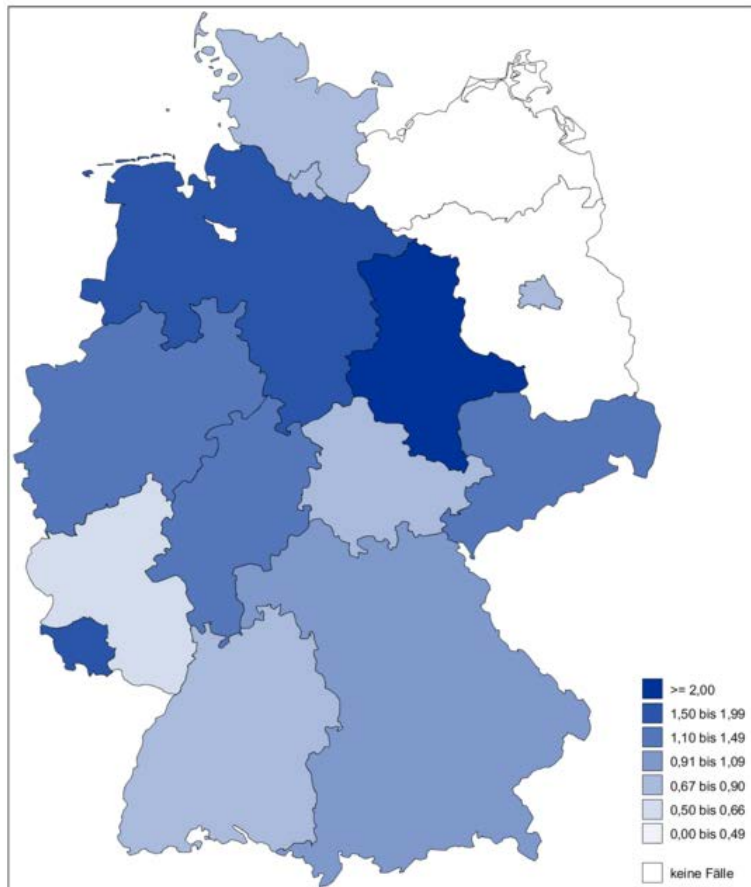 >= 2,00
1,50 bis 1,99
1,10 bis 1,49
0,91 bis 1,09
0,67 bis 0,90
0,50 bis 0,66
0,00 bis 0,49
keine Fälle